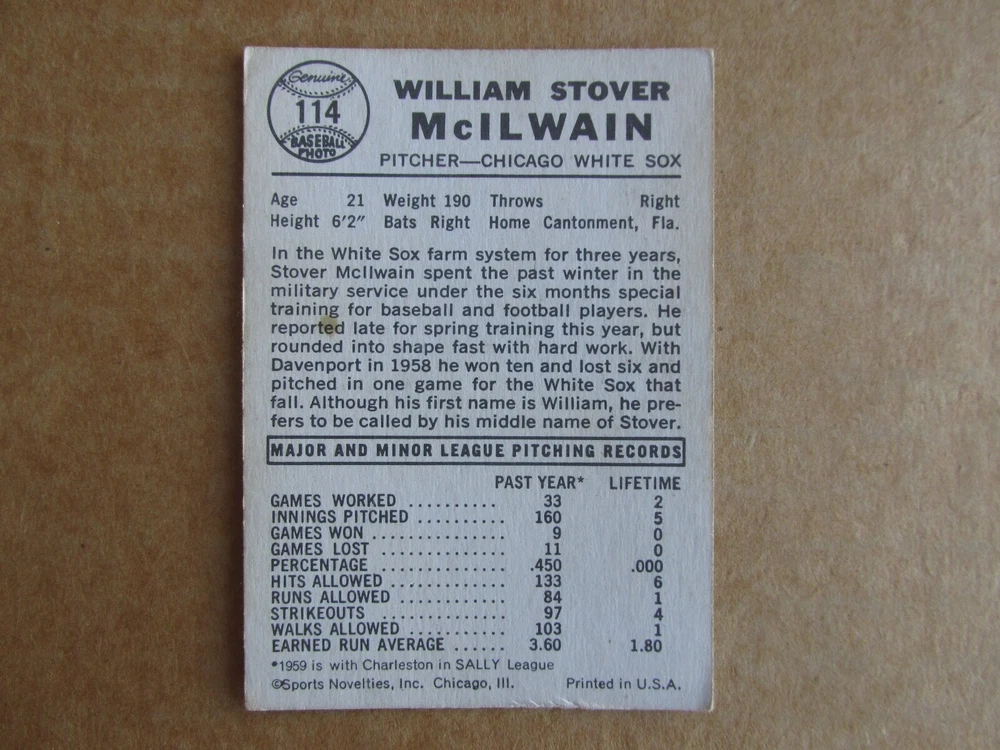 Genuine
114
BASEBALL
PHOTO
WILLIAM STOVER
McILWAIN
PITCHER—CHICAGO WHITE SOX
Age 21 Weight 190 Throws Right
Height 6'2" Bats Right Home Cantonment, Fla.
In the White Sox farm system for three years,
Stover McIlwain spent the past winter in the
military service under the six months special
training for baseball and football players. He
reported late for spring training this year, but
rounded into shape fast with hard work. With
Davenport in 1958 he won ten and lost six and
pitched in one game for the White Sox that
fall. Although his first name is William, he pre-
fers to be called by his middle name of Stover.
MAJOR AND MINOR LEAGUE PITCHING RECORDS
PAST YEAR* LIFETIME
GAMES WORKED .......... 33 2
INNINGS PITCHED .......... 160 5
GAMES WON ............... 9 0
GAMES LOST .............. 11 0
PERCENTAGE ............. .450 .000
HITS ALLOWED ............. 133 6
RUNS ALLOWED ............ 84 1
STRIKEOUTS .............. 97 4
WALKS ALLOWED ........... 103 1
EARNED RUN AVERAGE ...... 3.60 1.80
*1959 is with Charleston in SALLY League
©Sports Novelties, Inc. Chicago, Ill. Printed in U.S.A.